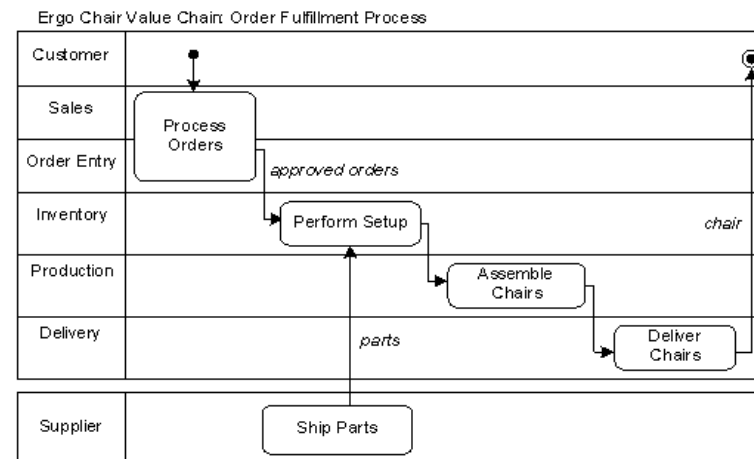 Ergo Chair Value Chain: Order Fulfillment Process
Customer
Sales
Process
Orders
Order Entry
approved orders
Inventory
Perform Setup
chair
Production
Assemble
Chairs
Delivery
parts
Deliver
Chairs
Supplier
Ship Parts